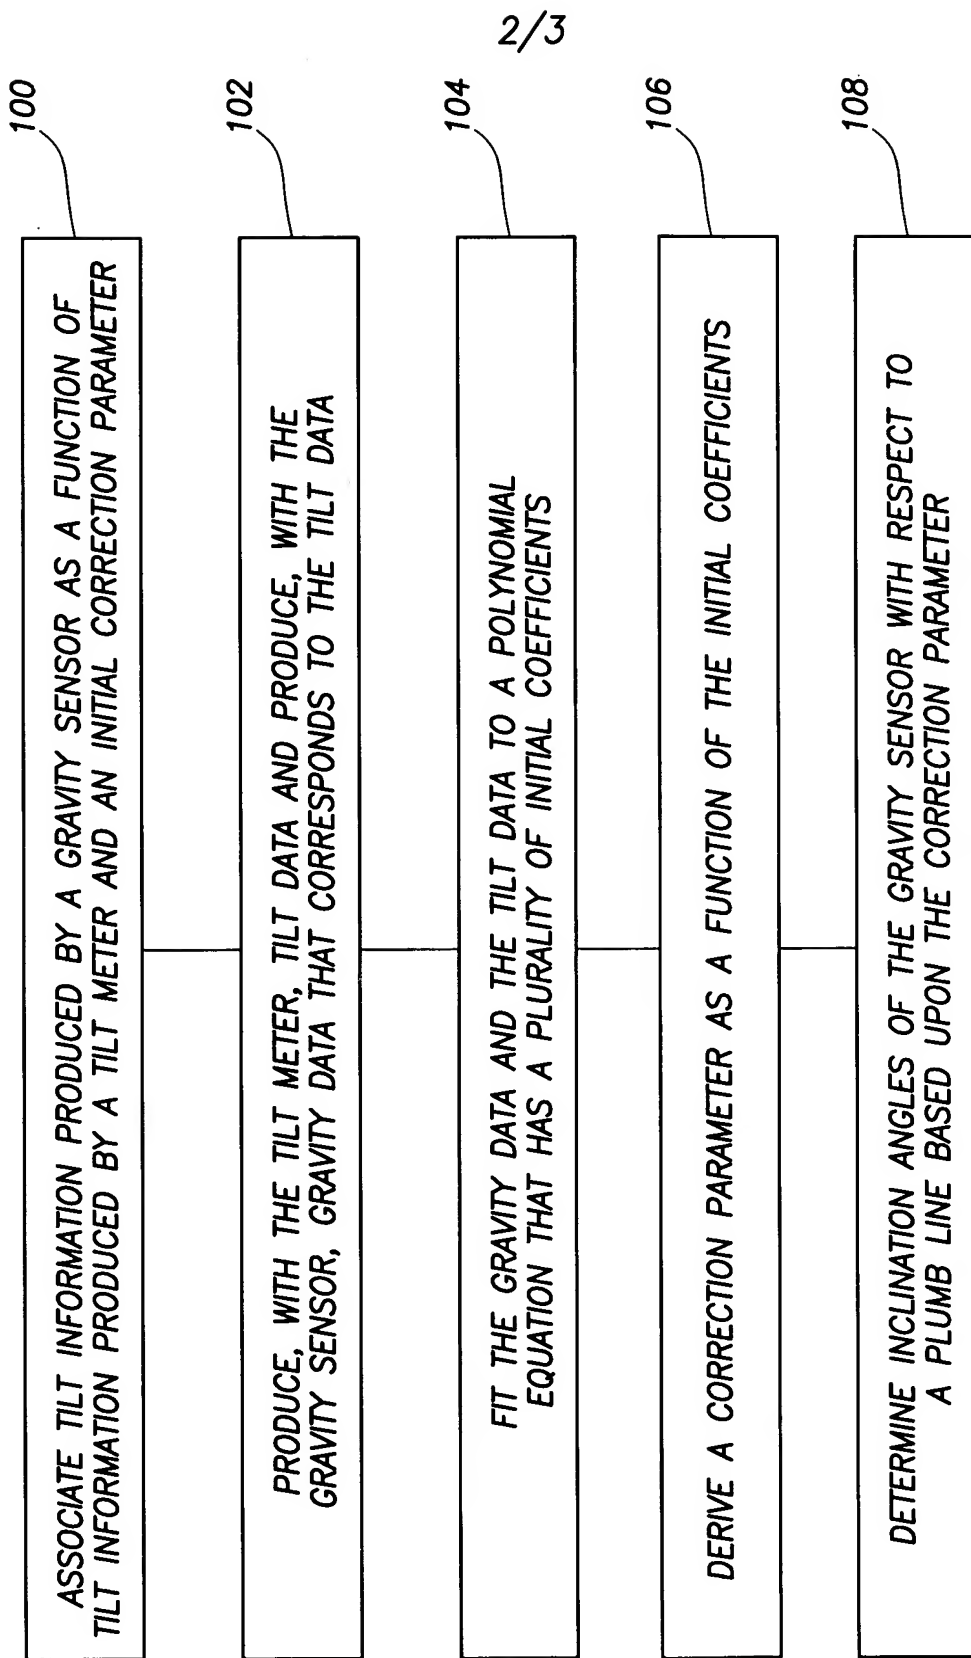 2/3
100
ASSOCIATE TILT INFORMATION PRODUCED BY A GRAVITY SENSOR AS A FUNCTION OF
TILT INFORMATION PRODUCED BY A TILT METER AND AN INITIAL CORRECTION PARAMETER
102
PRODUCE, WITH THE TILT METER, TILT DATA AND PRODUCE, WITH THE
GRAVITY SENSOR, GRAVITY DATA THAT CORRESPONDS TO THE TILT DATA
104
FIT THE GRAVITY DATA AND THE TILT DATA TO A POLYNOMIAL
EQUATION THAT HAS A PLURALITY OF INITIAL COEFFICIENTS
106
DERIVE A CORRECTION PARAMETER AS A FUNCTION OF THE INITIAL COEFFICIENTS
108
DETERMINE INCLINATION ANGLES OF THE GRAVITY SENSOR WITH RESPECT TO
A PLUMB LINE BASED UPON THE CORRECTION PARAMETER